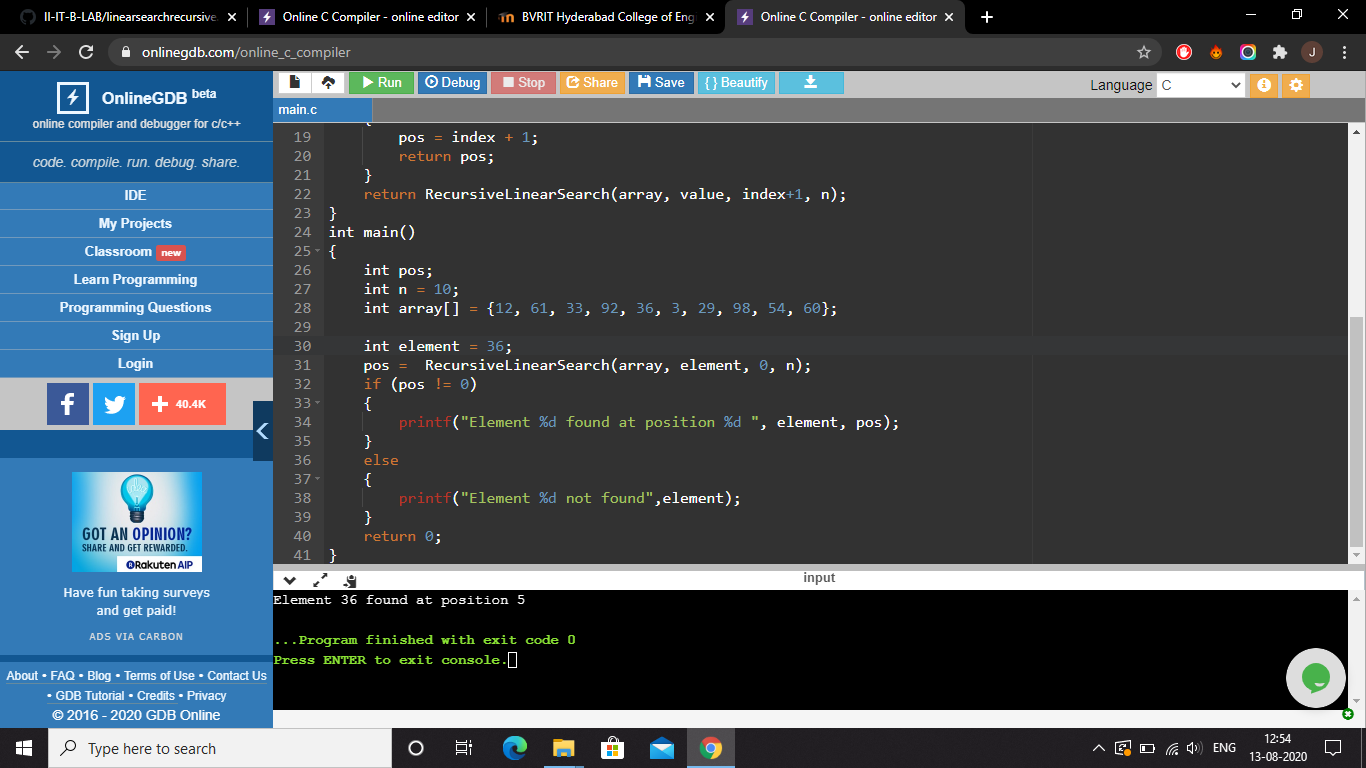 II-IT-B-LAB/linearsearchrecursive.
Online C Compiler - online editor
BVRIT Hyderabad College of Eng
Online C Compiler - online editor
onlinegdb.com/online_c_compiler
J
OnlineGDB beta
online compiler and debugger for c/c++
code. compile. run. debug. share.
IDE
My Projects
Classroom new
Learn Programming
Programming Questions
Sign Up
Login
f
+ 40.4K
GOT AN OPINION?
SHARE AND GET REWARDED.
Rakuten AIP
Have fun taking surveys
and get paid!
ADS VIA CARBON
About • FAQ • Blog • Terms of Use • Contact Us
• GDB Tutorial • Credits • Privacy
© 2016 - 2020 GDB Online
Run
Debug
Stop
Share
Save
{ } Beautify
Language C
main.c
{
19 pos = index + 1;
20 return pos;
21 }
22 return RecursiveLinearSearch(array, value, index+1, n);
23 }
24 int main()
25 {
26 int pos;
27 int n = 10;
28 int array[] = {12, 61, 33, 92, 36, 3, 29, 98, 54, 60};
29
30 int element = 36;
31 pos =  RecursiveLinearSearch(array, element, 0, n);
32 if (pos != 0)
33 {
34 printf("Element %d found at position %d ", element, pos);
35 }
36 else
37 {
38 printf("Element %d not found",element);
39 }
40 return 0;
41 }
input
Element 36 found at position 5
...Program finished with exit code 0
Press ENTER to exit console.
Type here to search
ENG
12:54
13-08-2020